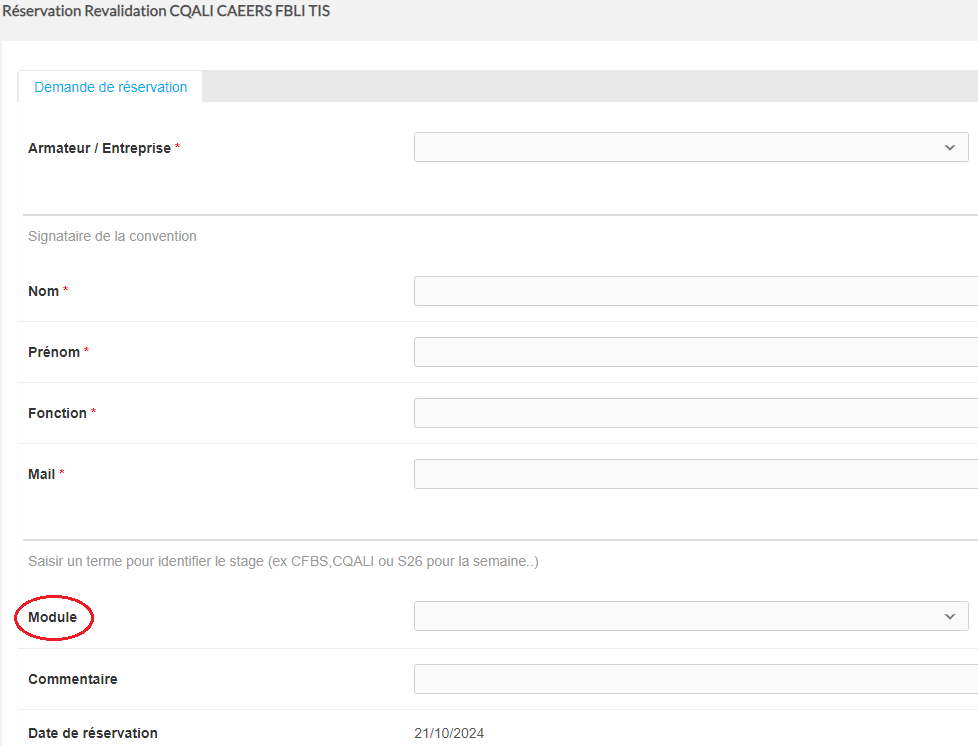 Réservation Revalidation CQALI CAEERS FBLI TIS
Demande de réservation
Armateur / Entreprise *
Signataire de la convention
Nom *
Prénom *
Fonction *
Mail *
Saisir un terme pour identifier le stage (ex CFBS,CQALI ou S26 pour la semaine..)
Module
Commentaire
Date de réservation 21/10/2024